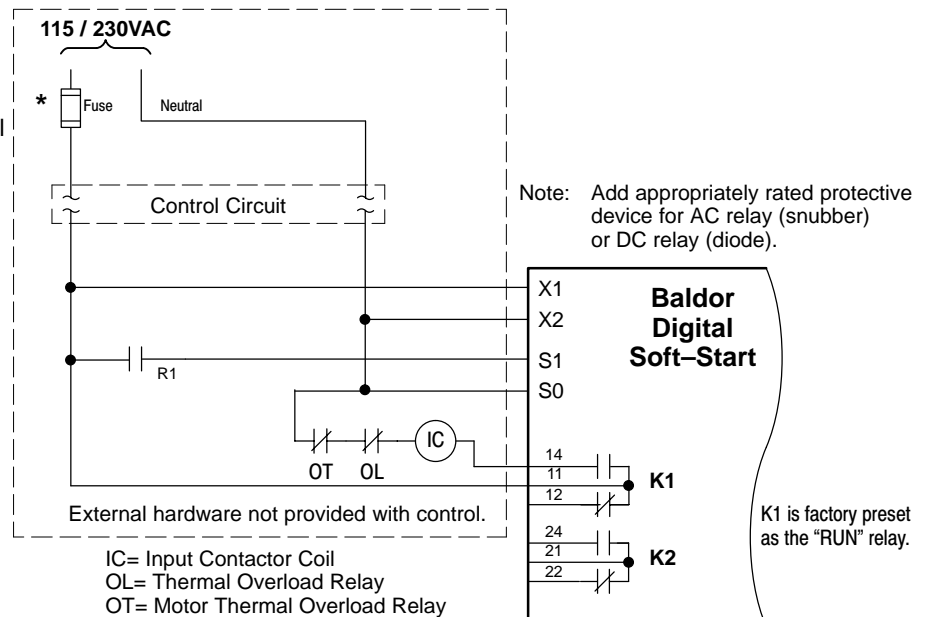 115 / 230VAC
*
Fuse
Neutral
Control Circuit
Note: Add appropriately rated protective
device for AC relay (snubber)
or DC relay (diode).
X1
X2
S1
S0
Baldor
Digital
Soft–Start
R1
IC
OT
OL
14
11
12
K1
24
21
22
K2
K1 is factory preset
as the “RUN” relay.
External hardware not provided with control.
IC= Input Contactor Coil
OL= Thermal Overload Relay
OT= Motor Thermal Overload Relay